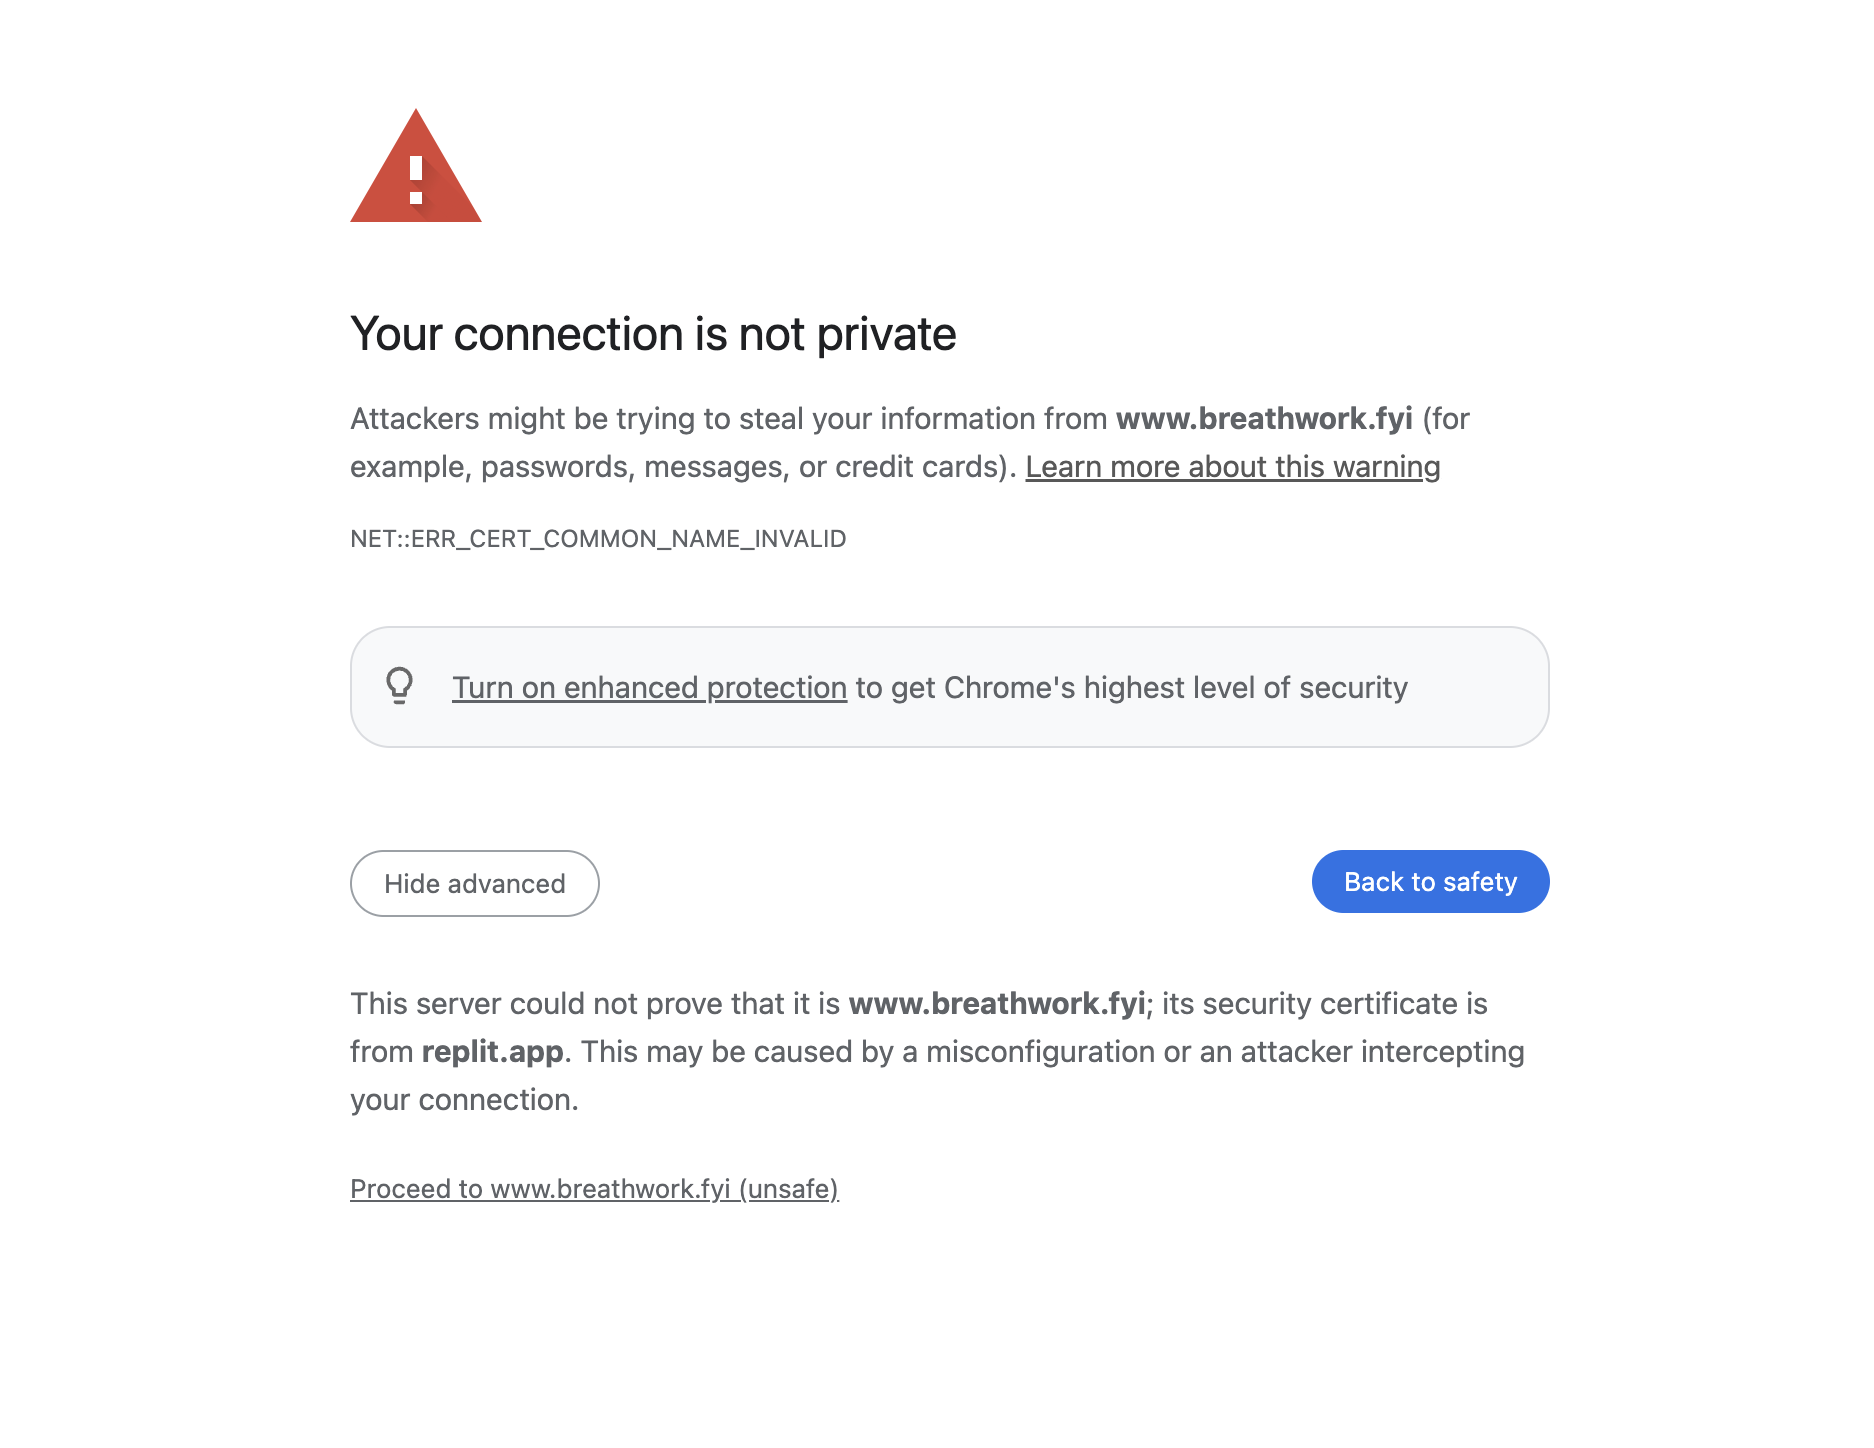 Your connection is not private
Attackers might be trying to steal your information from www.breathwork.fyi (for
example, passwords, messages, or credit cards). Learn more about this warning
NET::ERR_CERT_COMMON_NAME_INVALID
Turn on enhanced protection to get Chrome's highest level of security
Hide advanced
Back to safety
This server could not prove that it is www.breathwork.fyi; its security certificate is
from replit.app. This may be caused by a misconfiguration or an attacker intercepting
your connection.
Proceed to www.breathwork.fyi (unsafe)